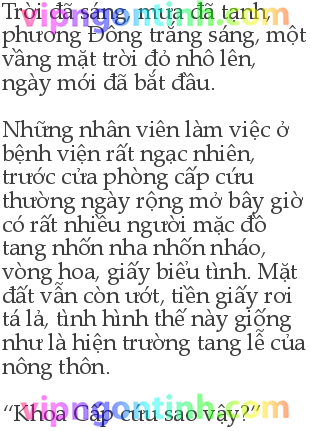 Trời đã sáng, mưa đã tạnh,
phương Đông trắng sáng, một
vầng mặt trời đỏ nhô lên,
ngày mới đã bắt đầu.
Những nhân viên làm việc ở
bệnh viện rất ngạc nhiên,
trước cửa phòng cấp cứu
thường ngày rộng mở bây giờ
có rất nhiều người mặc đồ
tang nhốn nha nhốn nháo,
vòng hoa, giấy biểu tình. Mặt
đất vẫn còn ướt, tiền giấy rơi
tá lả, tình hình thế này giống
như là hiện trường tang lễ của
nông thôn.
“Khoa Cấp cứu sao vậy?”
vipngontinh.com
vipngontinh.com
vipngontinh.com